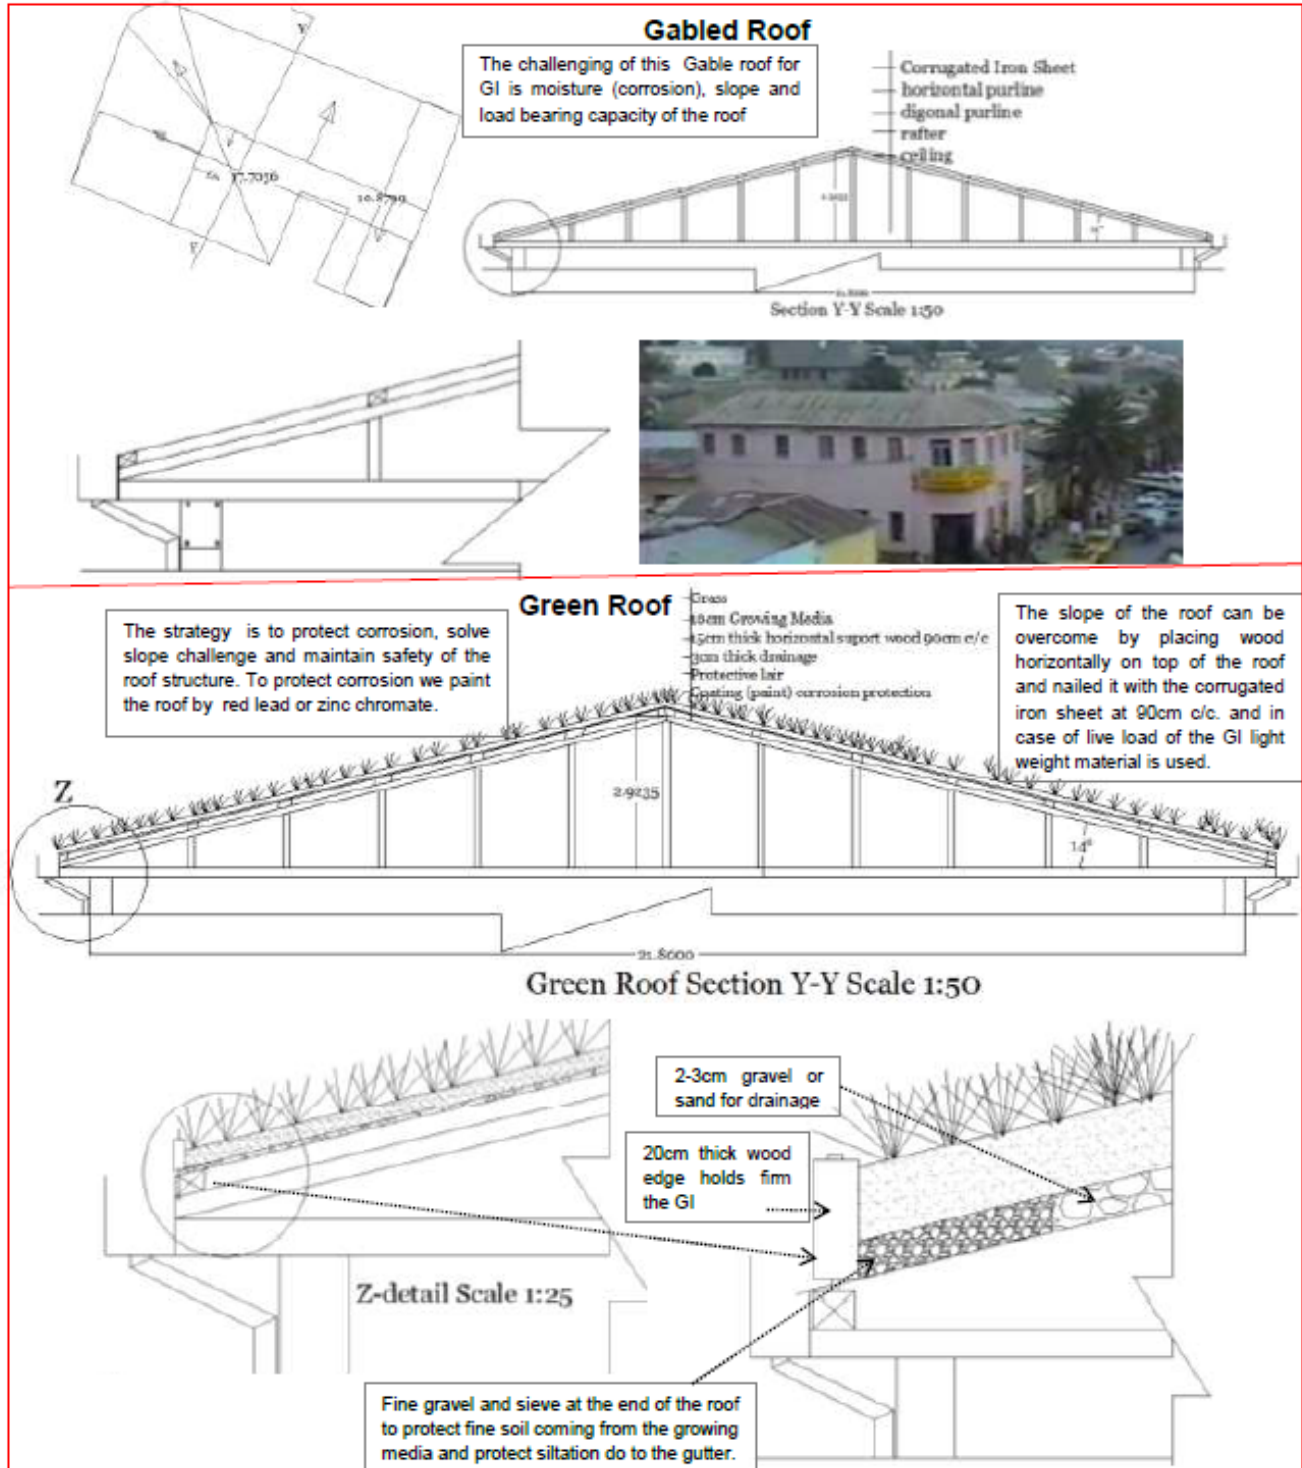 Gabled Roof
The challenging of this Gable roof for
GI is moisture (corrosion), slope and
load bearing capacity of the roof
Corrugated Iron Sheet
horizontal purline
digonal purline
rafter
ceiling
Y
17.7056
10.8700
Section Y-Y Scale 1:50
Green Roof
The strategy is to protect corrosion, solve
slope challenge and maintain safety of the
roof structure. To protect corrosion we paint
the roof by red lead or zinc chromate.
Grass
10cm Growing Media
15cm thick horizontal suport wood 90cm c/c
3cm thick drainage
Protective lair
Coating (paint) corrosion protection
The slope of the roof can be
overcome by placing wood
horizontally on top of the roof
and nailed it with the corrugated
iron sheet at 90cm c/c. and in
case of live load of the GI light
weight material is used.
Z
2.9235
14°
21.8000
Green Roof Section Y-Y Scale 1:50
2-3cm gravel or
sand for drainage
20cm thick wood
edge holds firm
the GI
Z-detail Scale 1:25
Fine gravel and sieve at the end of the roof
to protect fine soil coming from the growing
media and protect siltation do to the gutter.